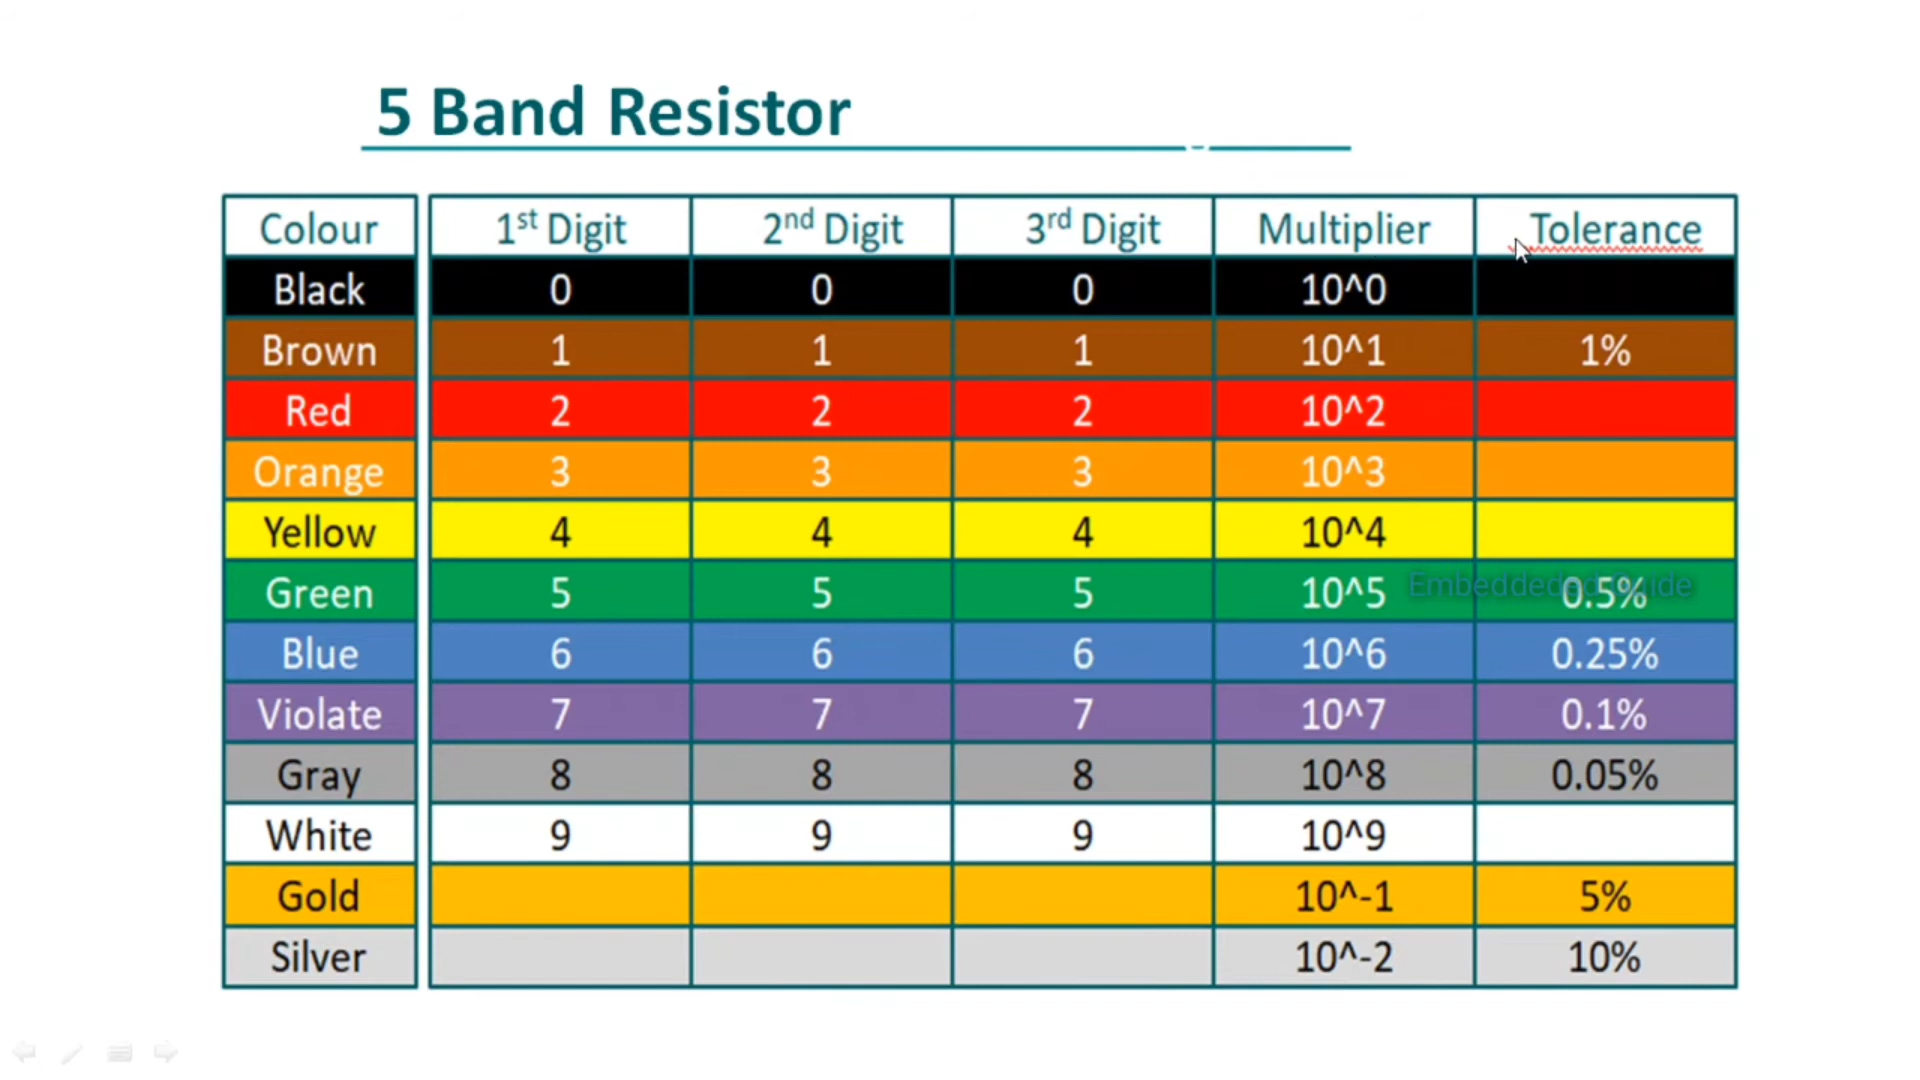 5 Band Resistor
Colour 1st Digit 2nd Digit 3rd Digit Multiplier Tolerance
Black 0 0 0 10^0
Brown 1 1 1 10^1 1%
Red 2 2 2 10^2
Orange 3 3 3 10^3
Yellow 4 4 4 10^4
Green 5 5 5 10^5 0.5%
Embeddeded Guide
Blue 6 6 6 10^6 0.25%
Violate 7 7 7 10^7 0.1%
Gray 8 8 8 10^8 0.05%
White 9 9 9 10^9
Gold 10^-1 5%
Silver 10^-2 10%